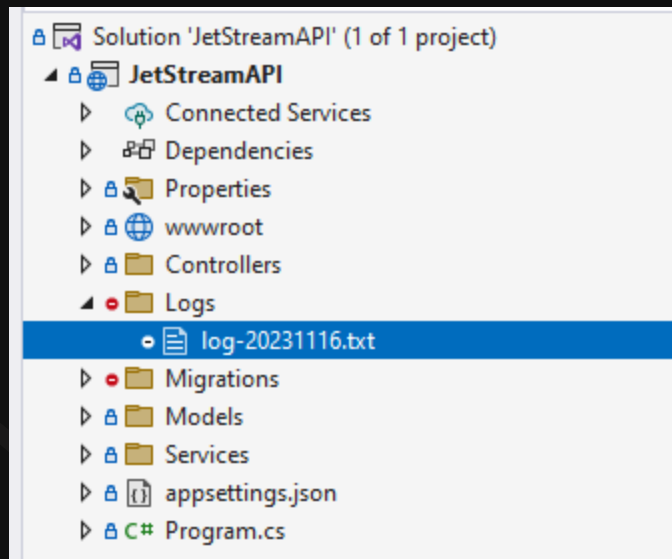 Solution 'JetStreamAPI' (1 of 1 project)
JetStreamAPI
Connected Services
Dependencies
Properties
wwwroot
Controllers
Logs
log-20231116.txt
Migrations
Models
Services
appsettings.json
C# Program.cs